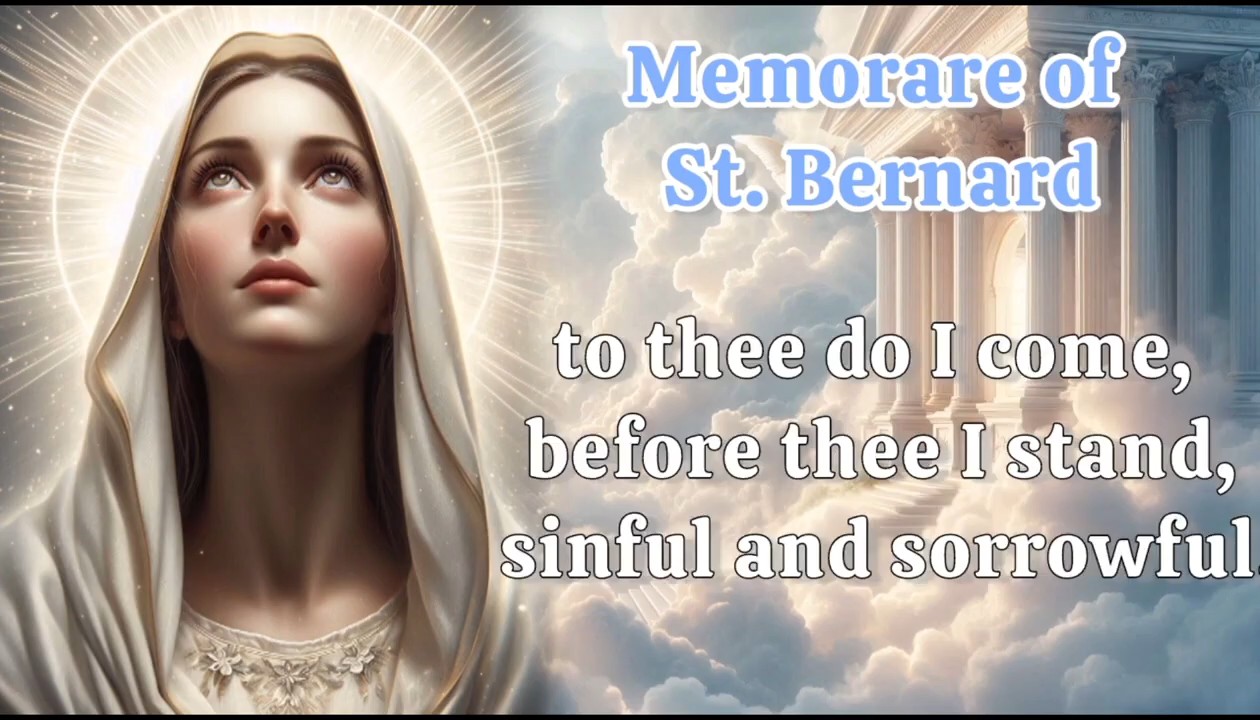 Memorare of
St. Bernard
to thee do I come,
before thee I stand,
sinful and sorrowful.